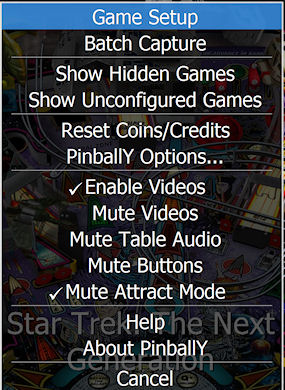 Game Setup
Batch Capture
Show Hidden Games
Show Unconfigured Games
Reset Coins/Credits
PinballY Options...
✓Enable Videos
Mute Videos
Mute Table Audio
Mute Buttons
✓Mute Attract Mode
Help
Star Trek: The Next
Generation
About PinballY
Cancel